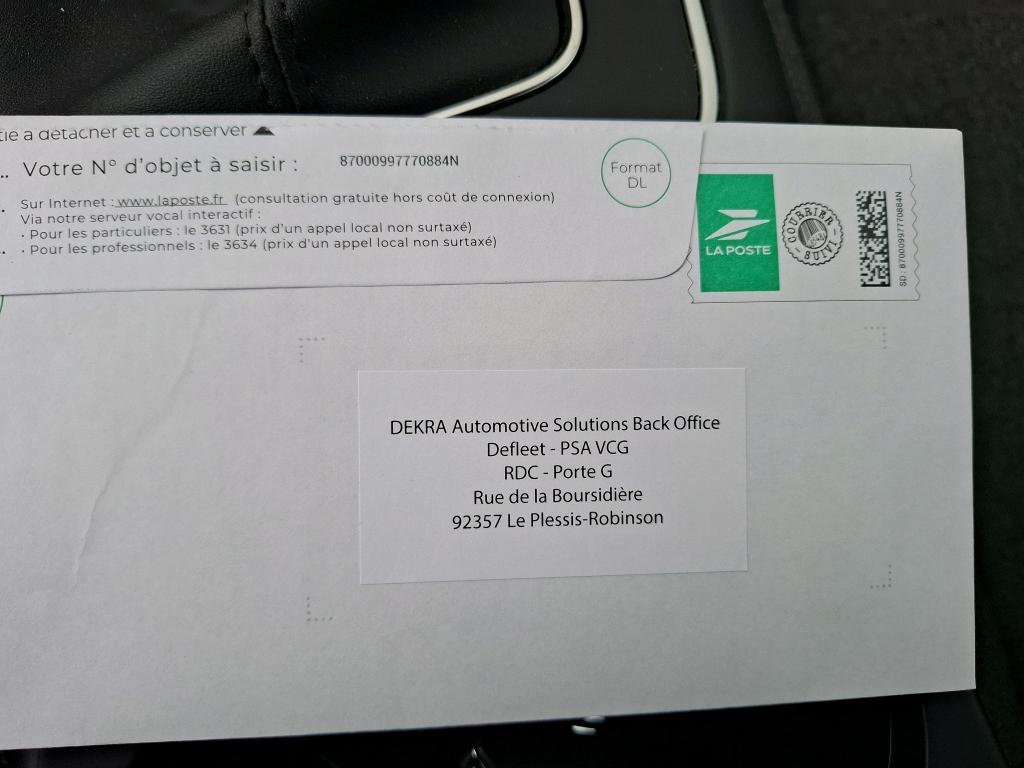 tie à détacher et à conserver
Votre N° d'objet à saisir : 87000997770884N
Sur Internet : www.laposte.fr (consultation gratuite hors coût de connexion)
Via notre serveur vocal interactif :
• Pour les particuliers : le 3631 (prix d'un appel local non surtaxé)
• Pour les professionnels : le 3634 (prix d'un appel local non surtaxé)
Format
DL
LA POSTE
COURRIER
SUIVI
SD : 87000997770884N
DEKRA Automotive Solutions Back Office
Defleet - PSA VCG
RDC - Porte G
Rue de la Boursidière
92357 Le Plessis-Robinson